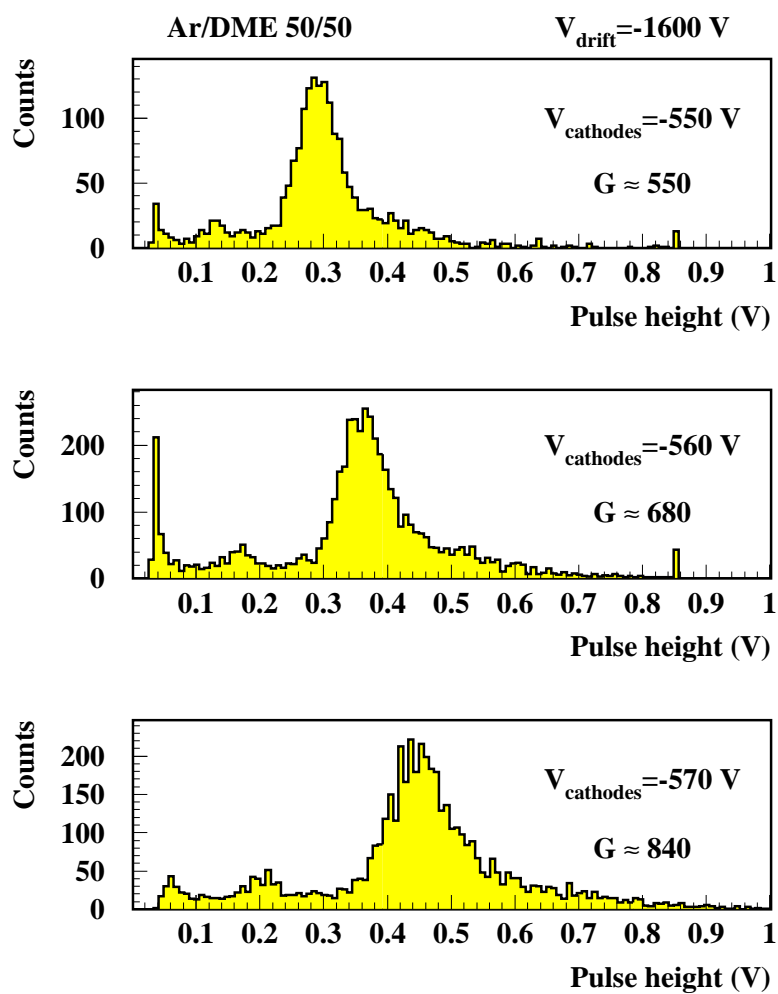 Ar/DME 50/50 V_drift=-1600 V
Counts
V_cathodes=-550 V
G ≈ 550
100
50
0
0.1 0.2 0.3 0.4 0.5 0.6 0.7 0.8 0.9 1
Pulse height (V)
Counts
V_cathodes=-560 V
G ≈ 680
200
100
0
0.1 0.2 0.3 0.4 0.5 0.6 0.7 0.8 0.9 1
Pulse height (V)
Counts
V_cathodes=-570 V
G ≈ 840
200
150
100
50
0
0.1 0.2 0.3 0.4 0.5 0.6 0.7 0.8 0.9 1
Pulse height (V)